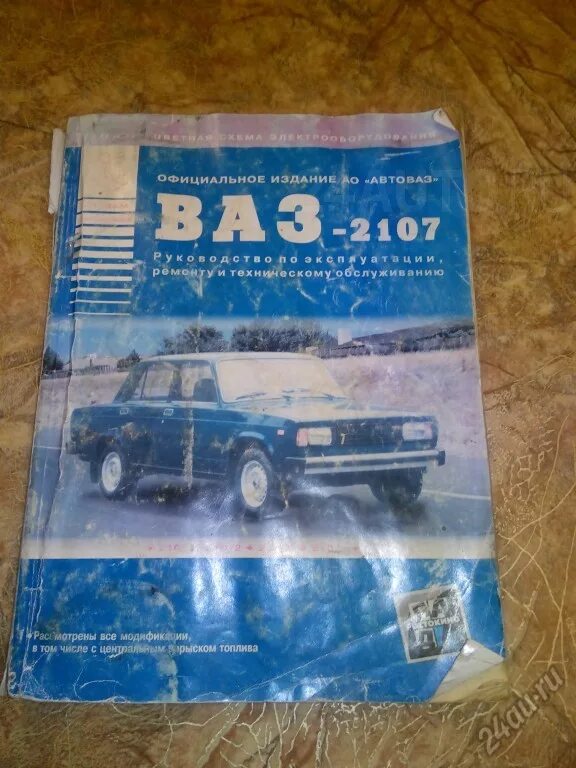 ЦВЕТНАЯ СХЕМА ЭЛЕКТРООБОРУДОВАНИЯ
ОФИЦИАЛЬНОЕ ИЗДАНИЕ АО «АВТОВАЗ»
ВАЗ-2107
Руководство по эксплуатации,
ремонту и техническому обслуживанию
Рассмотрены все модификации
в том числе с центральным впрыском топлива
24au.ru